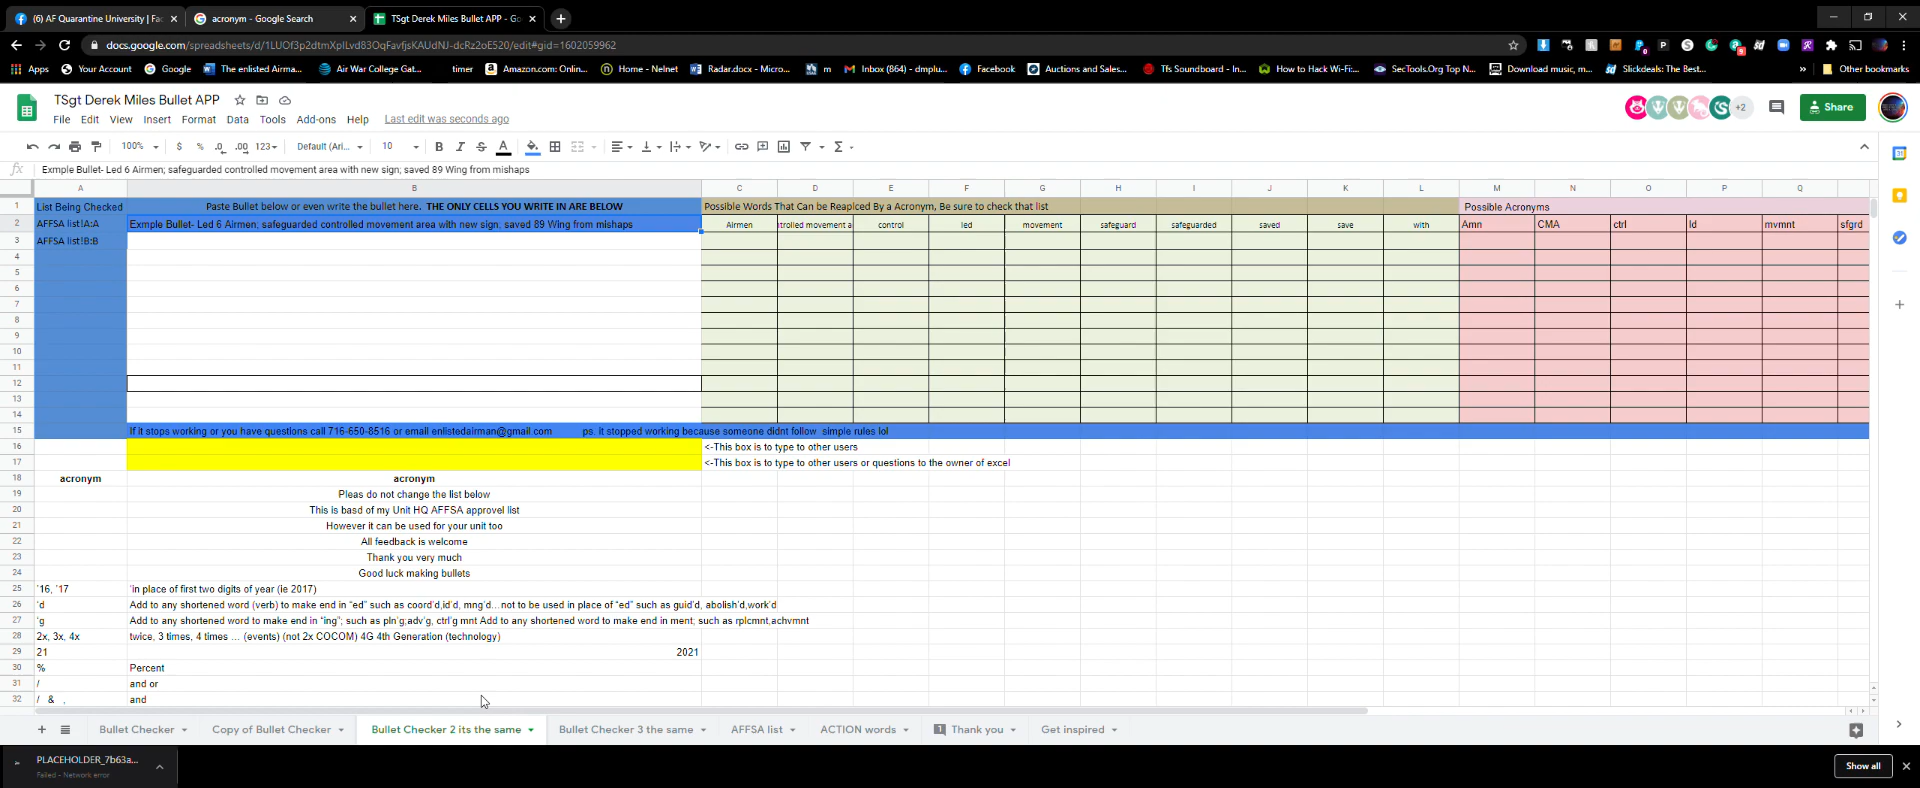 (6) AF Quarantine University | Fac
acronym - Google Search
TSgt Derek Miles Bullet APP - Go
docs.google.com/spreadsheets/d/1LUOf3p2dtmXpILvd83OqFavfjsKAUdNJ-dcRz2oE520/edit#gid=1602059962
Apps Your Account Google The enlisted Airma... Air War College Gat... timer Amazon.com: Onlin... Home - Nelnet Radar.docx - Micro... m Inbox (864) - dmplu... Facebook Auctions and Sales... Tfs Soundboard - In... How to Hack Wi-Fi:... SecTools.Org Top N... Download music, m... Slickdeals: The Best... » Other bookmarks
TSgt Derek Miles Bullet APP
+2 Share
File Edit View Insert Format Data Tools Add-ons Help Last edit was seconds ago
100% $ % .0 .00 123 Default (Ari... 10 B I S A
fx Exmple Bullet- Led 6 Airmen; safeguarded controlled movement area with new sign; saved 89 Wing from mishaps
A B C D E F G H I J K L M N O P Q
1 List Being Checked Paste Bullet below or even write the bullet here. THE ONLY CELLS YOU WRITE IN ARE BELOW Possible Words That Can be Reaplced By a Acronym, Be sure to check that list Possible Acronyms
2 AFFSA list!A:A Exmple Bullet- Led 6 Airmen, safeguarded controlled movement area with new sign, saved 89 Wing from mishaps Airmen trolled movement a control led movement safeguard safeguarded saved save with Amn CMA ctrl ld mvmnt sfgrd
3 AFFSA list!B:B
4
5
6
7
8
9
10
11
12
13
14
15 If it stops working or you have questions call 716-650-8516 or email enlistedairman@gmail.com ps. it stopped working because someone didnt follow simple rules lol
16 <-This box is to type to other users
17 <-This box is to type to other users or questions to the owner of excel
18 acronym acronym
19 Pleas do not change the list below
20 This is basd of my Unit HQ AFFSA approvel list
21 However it can be used for your unit too
22 All feedback is welcome
23 Thank you very much
24 Good luck making bullets
25 '16, '17 'in place of first two digits of year (ie 2017)
26 'd Add to any shortened word (verb) to make end in "ed" such as coord'd,id'd, mng'd...not to be used in place of "ed" such as guid'd, abolish'd,work'd
27 'g Add to any shortened word to make end in "ing"; such as pln'g;adv'g, ctrl'g mnt Add to any shortened word to make end in ment; such as rplcmnt,achvmnt
28 2x, 3x, 4x twice, 3 times, 4 times ... (events) (not 2x COCOM) 4G 4th Generation (technology)
29 21 2021
30 % Percent
31 / and or
32 / & , and
Bullet Checker Copy of Bullet Checker Bullet Checker 2 its the same Bullet Checker 3 the same AFFSA list ACTION words 1 Thank you Get inspired
PLACEHOLDER_7b63a...
Failed - Network error
Show all